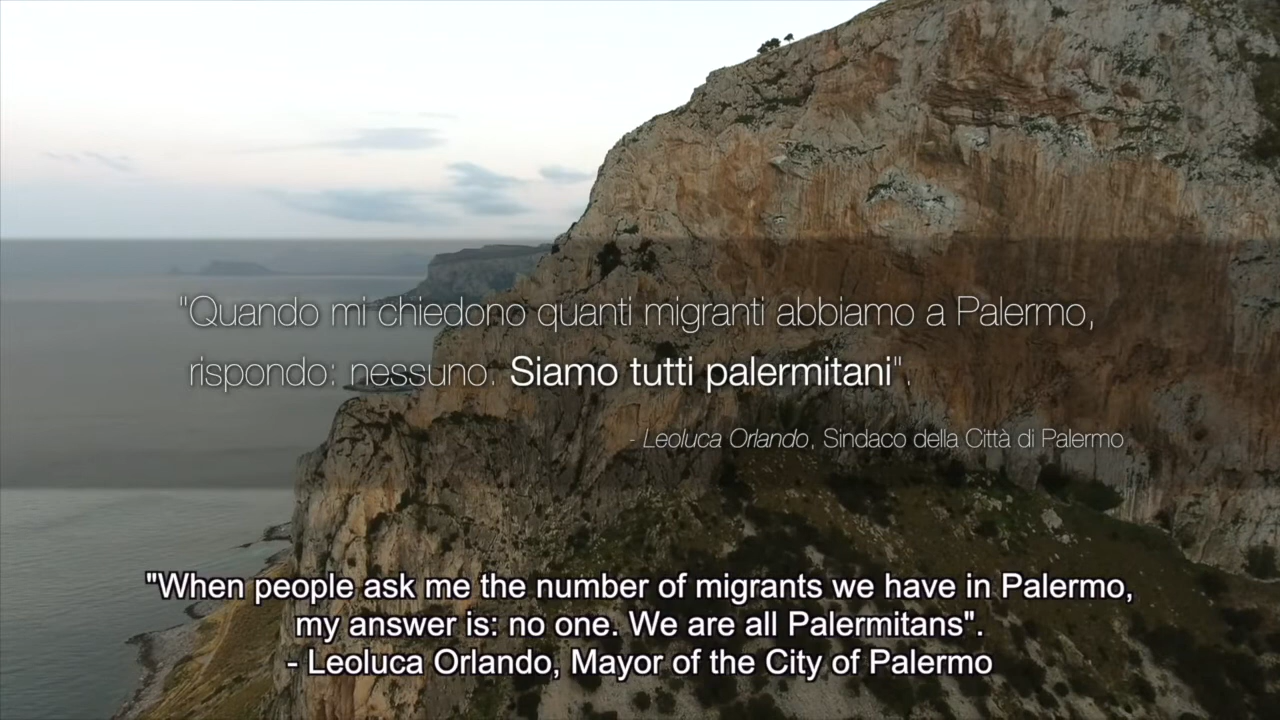 "Quando mi chiedono quanti migranti abbiamo a Palermo,
rispondo: nessuno. Siamo tutti palermitani".
- Leoluca Orlando, Sindaco della Città di Palermo
"When people ask me the number of migrants we have in Palermo,
my answer is: no one. We are all Palermitans".
- Leoluca Orlando, Mayor of the City of Palermo